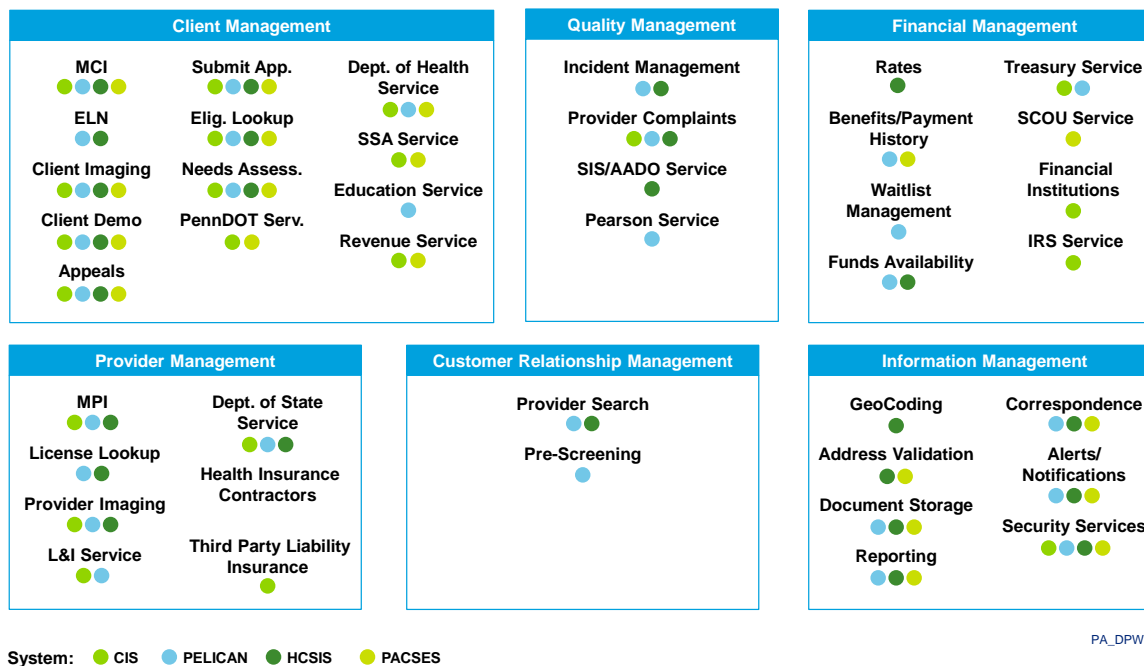 Client Management
MCI
ELN
Client Imaging
Client Demo
Appeals
Submit App.
Elig. Lookup
Needs Assess.
PennDOT Serv.
Dept. of Health
Service
SSA Service
Education Service
Revenue Service
Quality Management
Incident Management
Provider Complaints
SIS/AADO Service
Pearson Service
Financial Management
Rates
Benefits/Payment
History
Waitlist
Management
Funds Availability
Treasury Service
SCOU Service
Financial
Institutions
IRS Service
Provider Management
MPI
License Lookup
Provider Imaging
L&I Service
Dept. of State
Service
Health Insurance
Contractors
Third Party Liability
Insurance
Customer Relationship Management
Provider Search
Pre-Screening
Information Management
GeoCoding
Address Validation
Document Storage
Reporting
Correspondence
Alerts/
Notifications
Security Services
PA_DPW
System: CIS PELICAN HCSIS PACSES